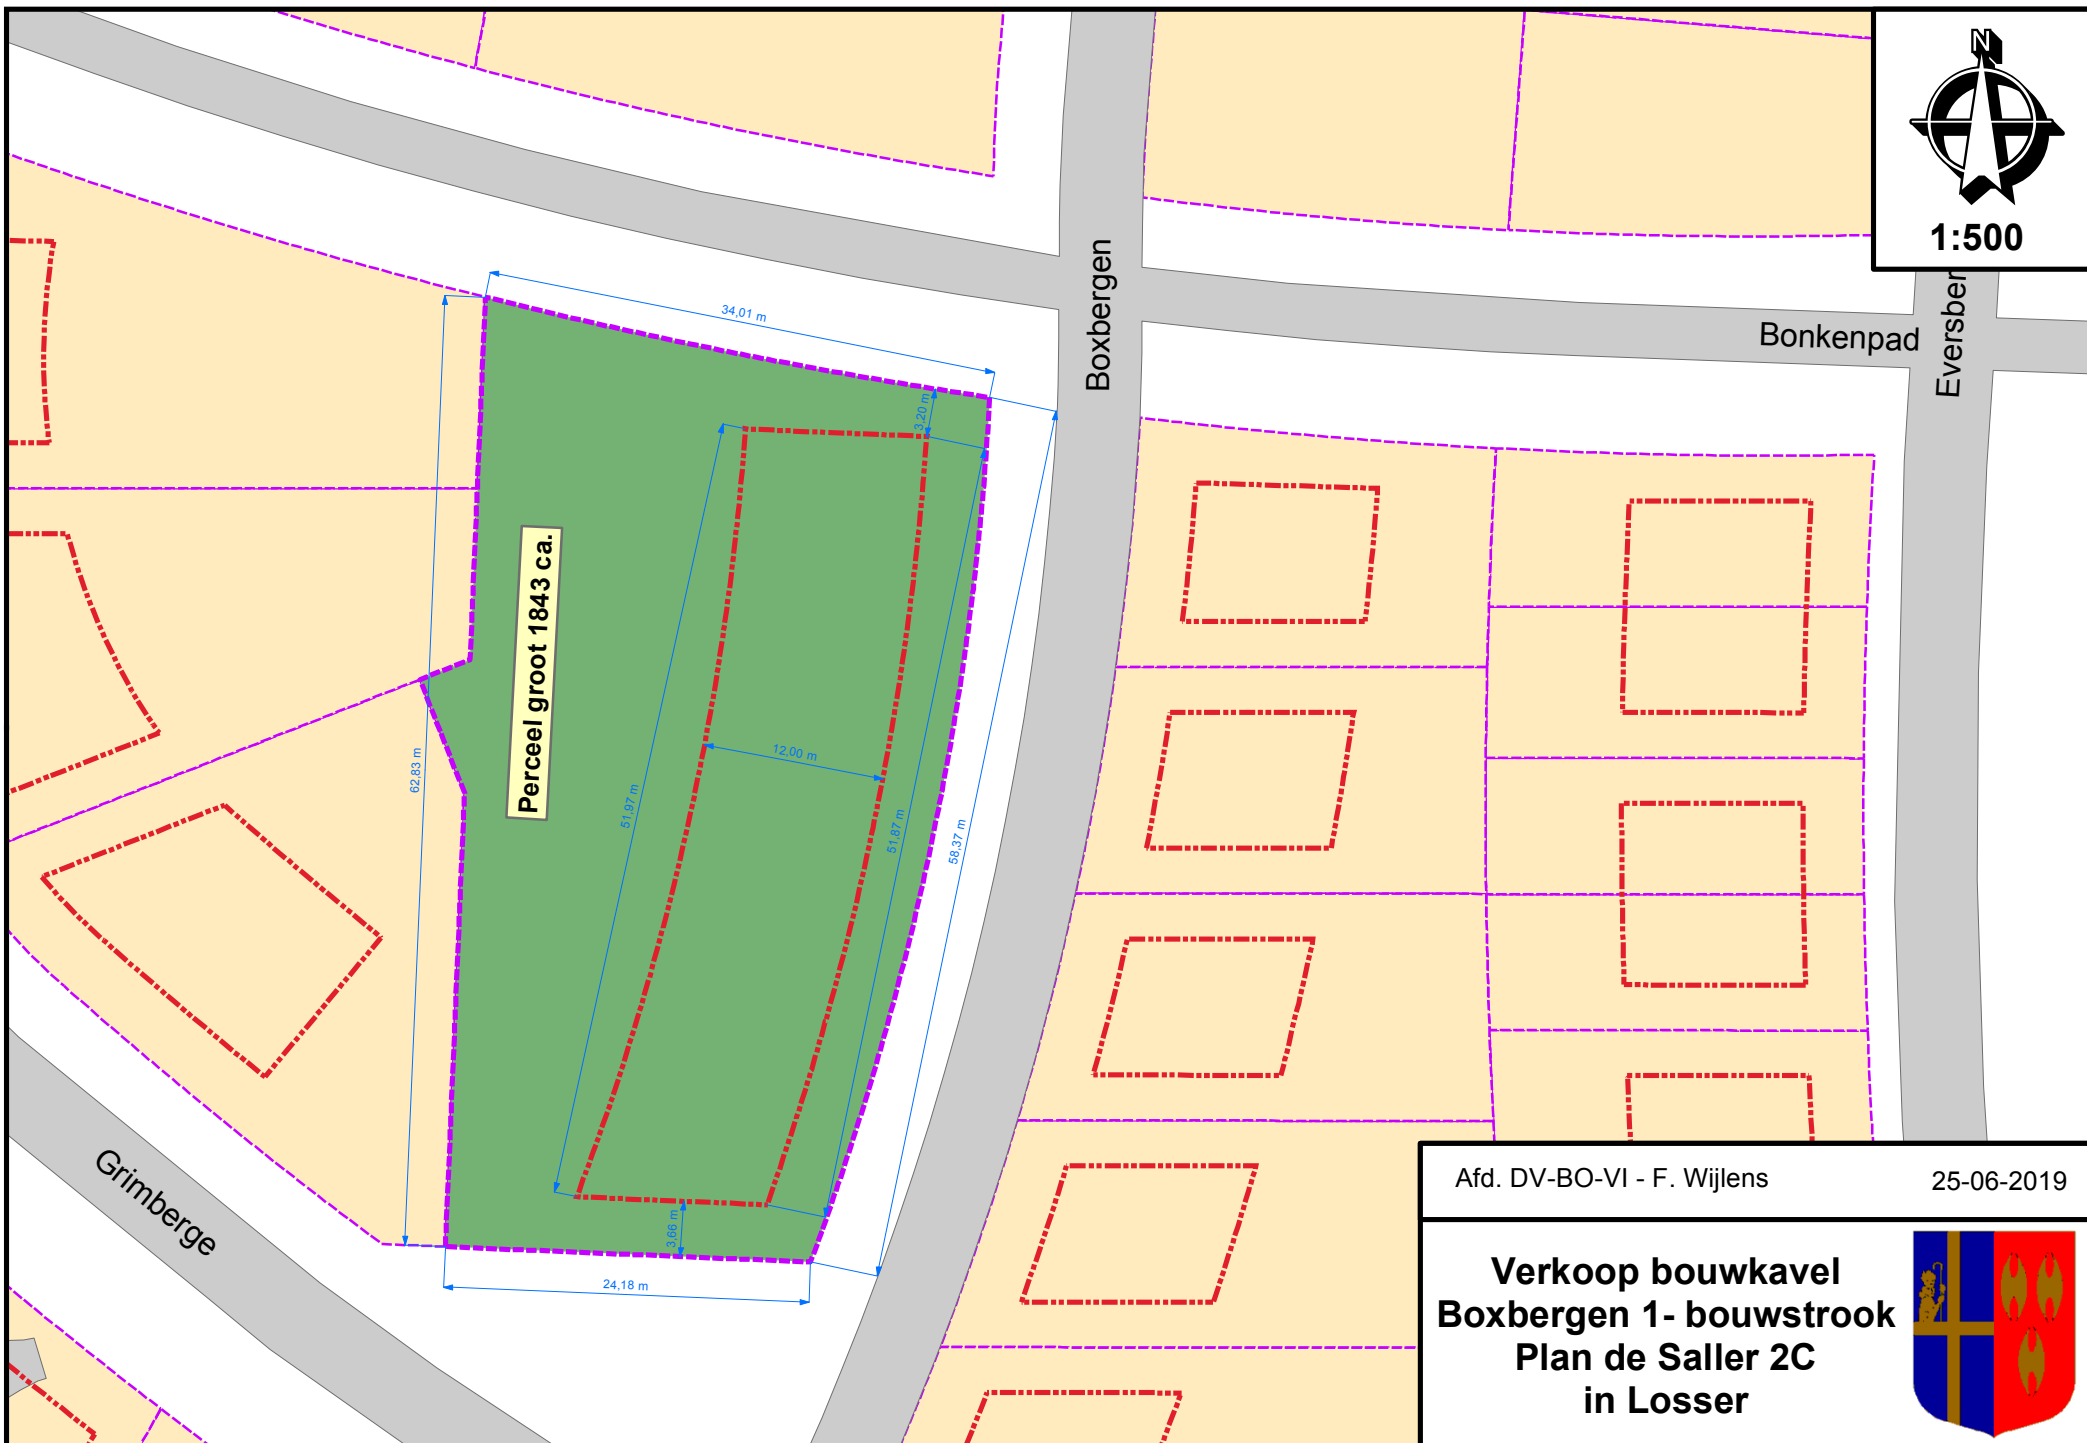 N
1:500
Boxbergen
Bonkenpad
Eversber
34,01 m
3,20 m
Perceel groot 1843 ca.
62,83 m
51,97 m
12,00 m
51,87 m
58,37 m
3,66 m
24,18 m
Grimberge
Afd. DV-BO-VI - F. Wijlens 25-06-2019
Verkoop bouwkavel
Boxbergen 1- bouwstrook
Plan de Saller 2C
in Losser